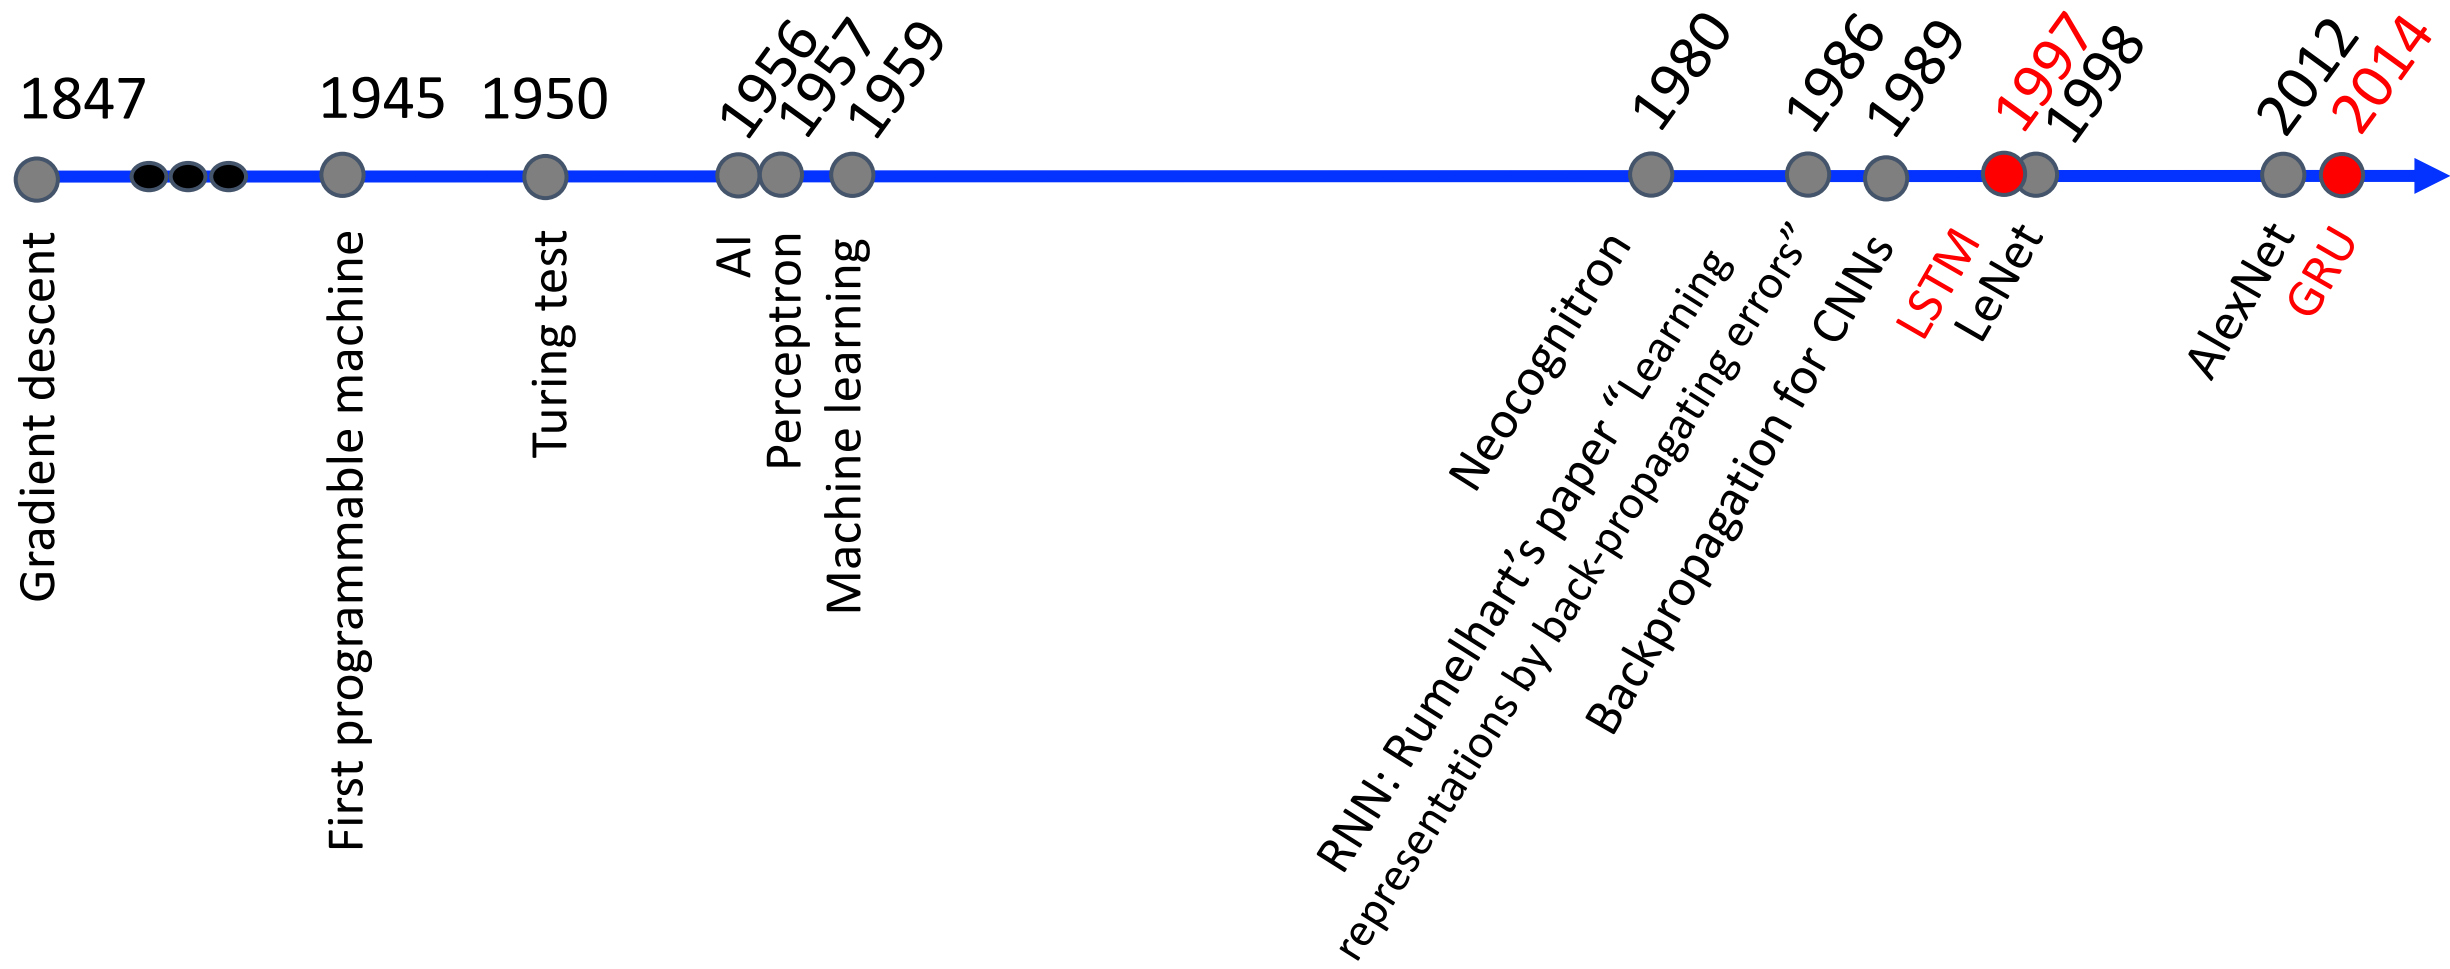 1847
1945
1950
1956
1957
1959
1980
1986
1989
1997
1998
2012
2014
Gradient descent
First programmable machine
Turing test
AI
Perceptron
Machine learning
Neocognitron
RNN: Rumelhart’s paper “Learning
representations by back-propagating errors”
Backpropagation for CNNs
LSTM
LeNet
AlexNet
GRU